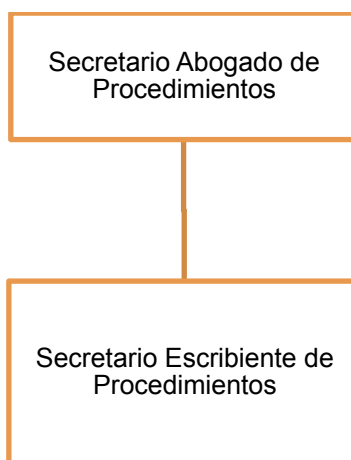 Secretario Abogado de
Procedimientos
Secretario Escribiente de
Procedimientos